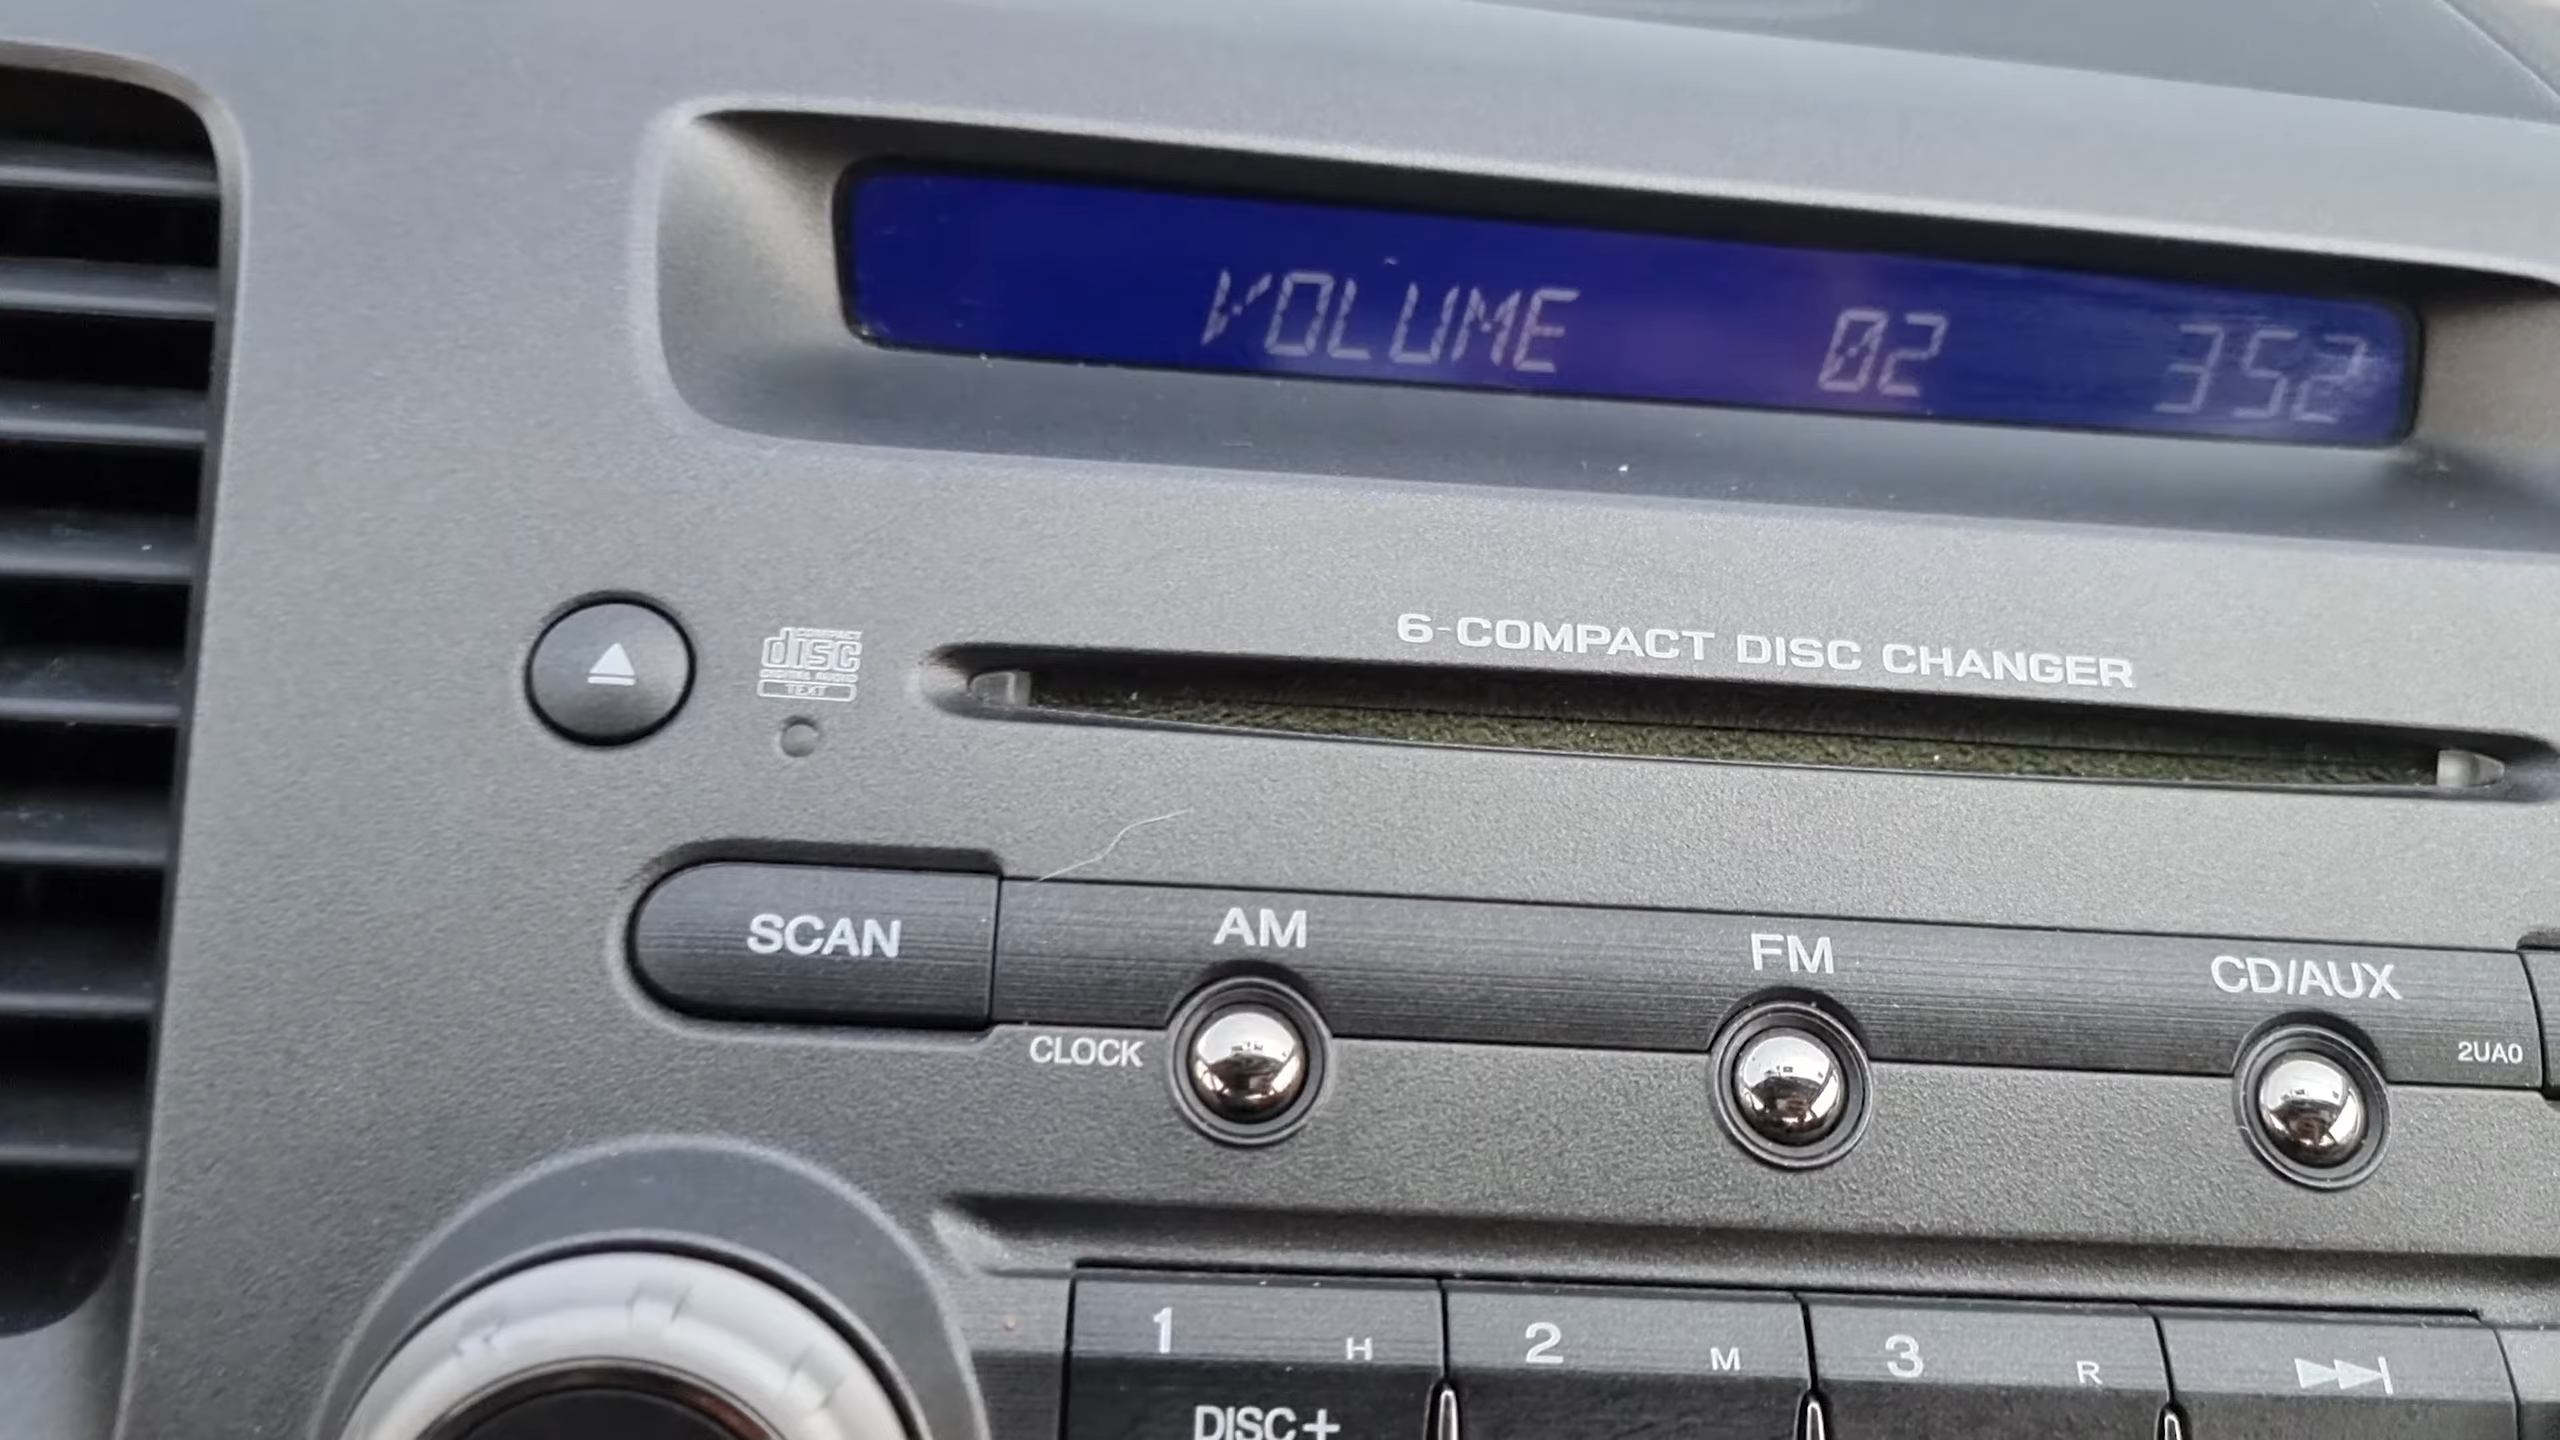 VOLUME 02 352
6-COMPACT DISC CHANGER
COMPACT
disc
DIGITAL AUDIO
TEXT
SCAN
AM
FM
CD/AUX
CLOCK
2UA0
1 H
2 M
3 R
DISC+